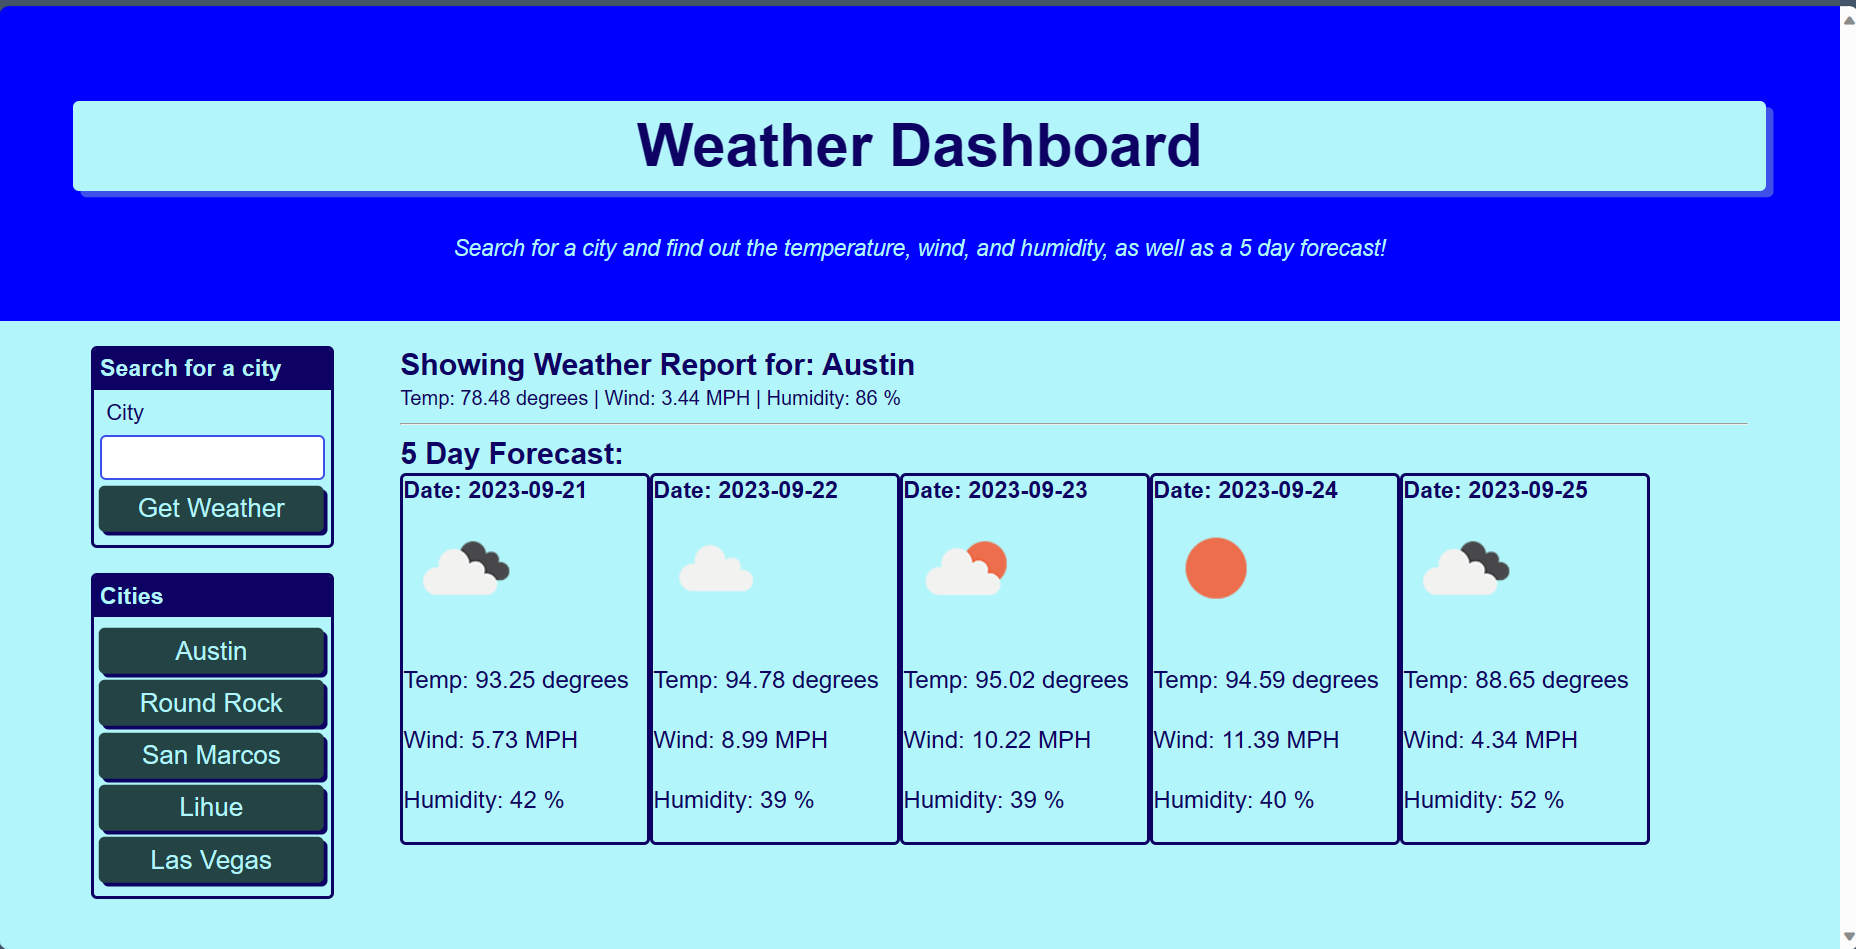 Weather Dashboard
Search for a city and find out the temperature, wind, and humidity, as well as a 5 day forecast!
Search for a city
City
Get Weather
Cities
Austin
Round Rock
San Marcos
Lihue
Las Vegas
Showing Weather Report for: Austin
Temp: 78.48 degrees | Wind: 3.44 MPH | Humidity: 86 %
5 Day Forecast:
Date: 2023-09-21
Temp: 93.25 degrees
Wind: 5.73 MPH
Humidity: 42 %
Date: 2023-09-22
Temp: 94.78 degrees
Wind: 8.99 MPH
Humidity: 39 %
Date: 2023-09-23
Temp: 95.02 degrees
Wind: 10.22 MPH
Humidity: 39 %
Date: 2023-09-24
Temp: 94.59 degrees
Wind: 11.39 MPH
Humidity: 40 %
Date: 2023-09-25
Temp: 88.65 degrees
Wind: 4.34 MPH
Humidity: 52 %